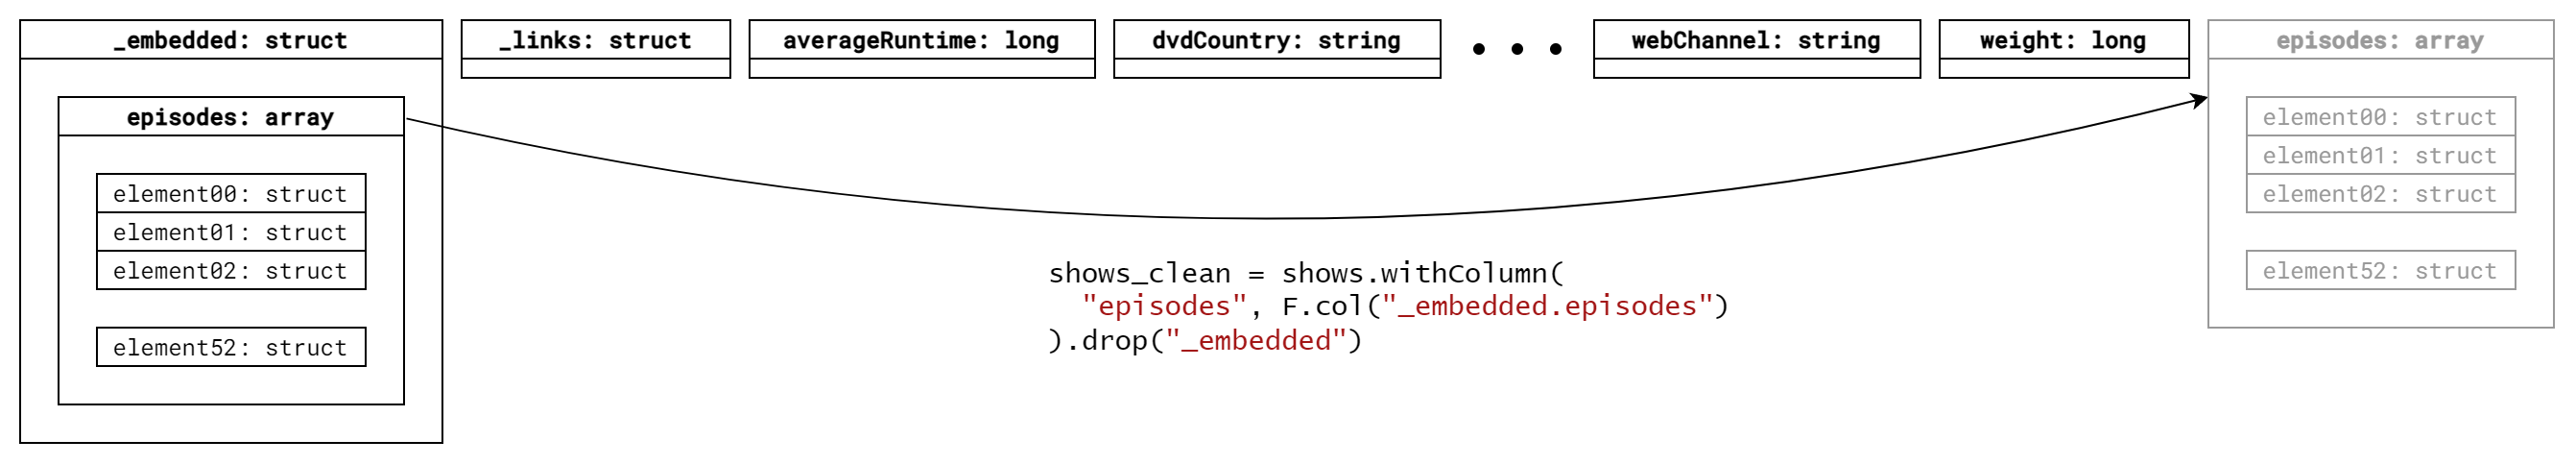 _embedded: struct
_links: struct
averageRuntime: long
dvdCountry: string
• • •
webChannel: string
weight: long
episodes: array
episodes: array
element00: struct
element01: struct
element02: struct
element52: struct
element00: struct
element01: struct
element02: struct
element52: struct
shows_clean = shows.withColumn(
  "episodes", F.col("_embedded.episodes")
).drop("_embedded")